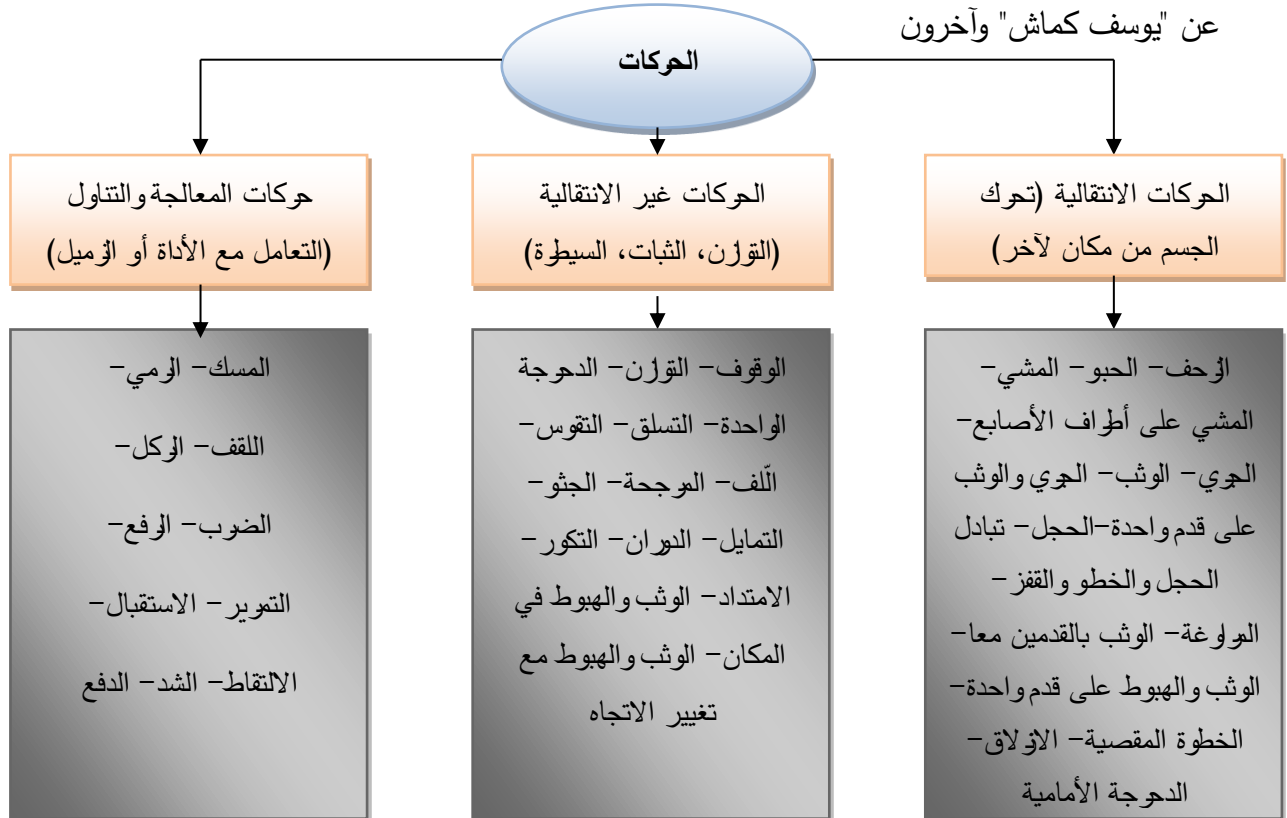 عن "يوسف كماش" وآخرون
الحركات
الحركات الانتقالية (تحرك
الجسم من مكان لآخر)
الزحف- الحبو- المشي-
المشي على أطراف الأصابع-
الجري- الوثب- الجري والوثب
على قدم واحدة-الحجل- تبادل
الحجل والخطو والقفز-
المراوغة- الوثب بالقدمين معا-
الوثب والهبوط على قدم واحدة-
الخطوة المقصية- الانزلاق-
الدحرجة الأمامية
الحركات غير الانتقالية
(التوازن، الثبات، السيطرة)
الوقوف- التوازن- الدحرجة
الواحدة- التسلق- التقوس-
الّلف- المرجحة- الجثو-
التمايل- الدوران- التكور-
الامتداد- الوثب والهبوط في
المكان- الوثب والهبوط مع
تغيير الاتجاه
حركات المعالجة والتناول
(التعامل مع الأداة أو الزميل)
المسك- الرمي-
اللقف- الركل-
الضرب- الرفع-
التمرير- الاستقبال-
الالتقاط- الشد- الدفع